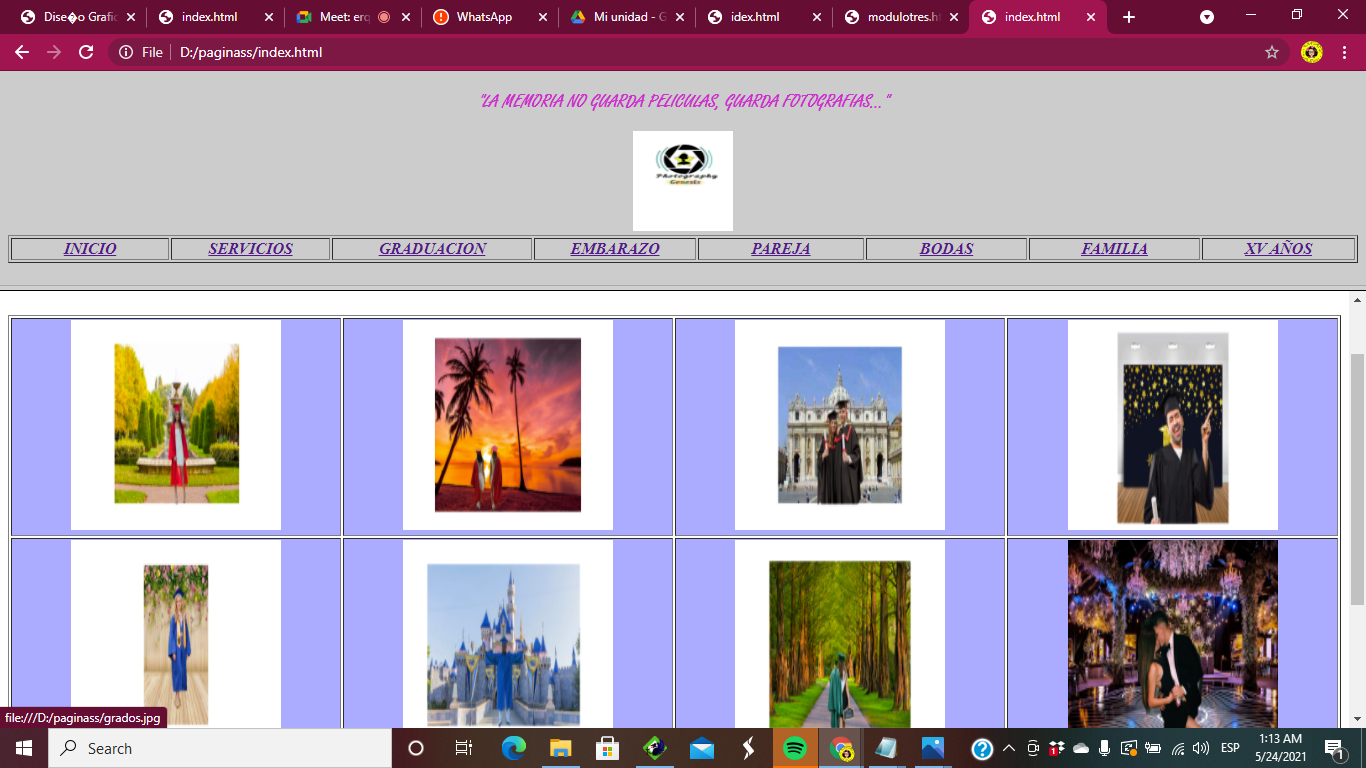 Dise�o Grafic
index.html
Meet: erq
WhatsApp
Mi unidad - G
idex.html
modulotres.ht
index.html
File
D:/paginass/index.html
"LA MEMORIA NO GUARDA PELICULAS, GUARDA FOTOGRAFIAS..."
Photography
Genesis
INICIO
SERVICIOS
GRADUACION
EMBARAZO
PAREJA
BODAS
FAMILIA
XV AÑOS
file:///D:/paginass/grados.jpg
Search
ESP
1:13 AM
5/24/2021
1